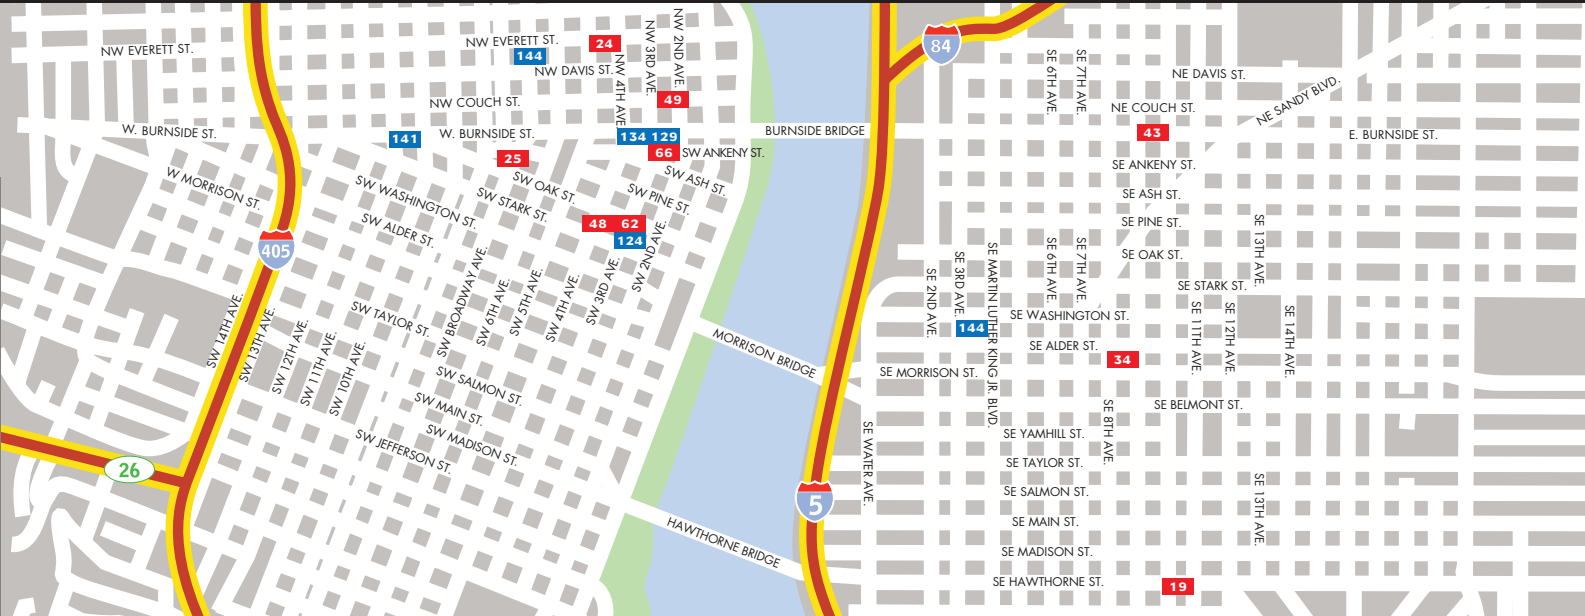 NW EVERETT ST.
NW EVERETT ST.
144
24
NW DAVIS ST.
NW 4TH AVE.
NW 3RD AVE.
NW 2ND AVE.
49
NW COUCH ST.
W. BURNSIDE ST.
141
W. BURNSIDE ST.
134 129
66
SW ANKENY ST.
25
BURNSIDE BRIDGE
84
SE 6TH AVE.
SE 7TH AVE.
NE DAVIS ST.
NE SANDY BLVD.
NE COUCH ST.
43
E. BURNSIDE ST.
SE ANKENY ST.
SE ASH ST.
SE PINE ST.
SE OAK ST.
SE STARK ST.
W MORRISON ST.
SW WASHINGTON ST.
SW ALDER ST.
SW OAK ST.
SW STARK ST.
SW ASH ST.
SW PINE ST.
48 62
124
SW 2ND AVE.
405
SW 14TH AVE.
SW 13TH AVE.
SW 12TH AVE.
SW 11TH AVE.
SW 10TH AVE.
SW TAYLOR ST.
SW BROADWAY AVE.
SW 6TH AVE.
SW 5TH AVE.
SW 4TH AVE.
SW 3RD AVE.
SW SALMON ST.
SW MAIN ST.
SW MADISON ST.
SW JEFFERSON ST.
26
MORRISON BRIDGE
HAWTHORNE BRIDGE
5
SE 2ND AVE.
SE 3RD AVE.
SE MARTIN LUTHER KING JR. BLVD.
SE 6TH AVE.
SE 7TH AVE.
SE 13TH AVE.
144
SE WASHINGTON ST.
SE ALDER ST.
34
SE 11TH AVE.
SE 12TH AVE.
SE 14TH AVE.
SE MORRISON ST.
SE BELMONT ST.
SE 8TH AVE.
SE WATER AVE.
SE YAMHILL ST.
SE TAYLOR ST.
SE SALMON ST.
SE MAIN ST.
SE MADISON ST.
SE HAWTHORNE ST.
SE 13TH AVE.
19